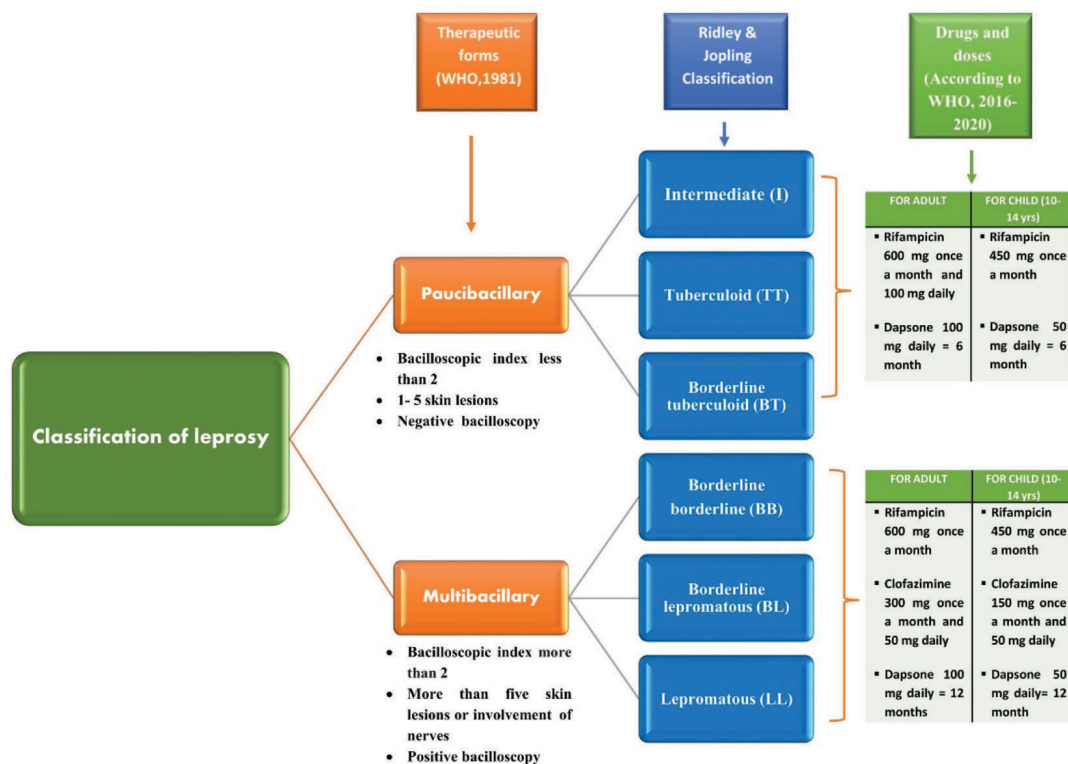 Therapeutic
forms
(WHO,1981)
Ridley &
Jopling
Classification
Drugs and
doses
(According to
WHO, 2016-
2020)
Classification of leprosy
Paucibacillary
• Bacilloscopic index less
than 2
• 1- 5 skin lesions
• Negative bacilloscopy
Intermediate (I)
Tuberculoid (TT)
Borderline
tuberculoid (BT)
FOR ADULT
▪ Rifampicin
600 mg once
a month and
100 mg daily
▪ Dapsone 100
mg daily = 6
month
FOR CHILD (10-
14 yrs)
▪ Rifampicin
450 mg once
a month
▪ Dapsone 50
mg daily = 6
month
Multibacillary
• Bacilloscopic index more
than 2
• More than five skin
lesions or involvement of
nerves
• Positive bacilloscopy
Borderline
borderline (BB)
Borderline
lepromatous (BL)
Lepromatous (LL)
FOR ADULT
▪ Rifampicin
600 mg once
a month
▪ Clofazimine
300 mg once
a month and
50 mg daily
▪ Dapsone 100
mg daily = 12
months
FOR CHILD (10-
14 yrs)
▪ Rifampicin
450 mg once
a month
▪ Clofazimine
150 mg once
a month and
50 mg daily
▪ Dapsone 50
mg daily= 12
month